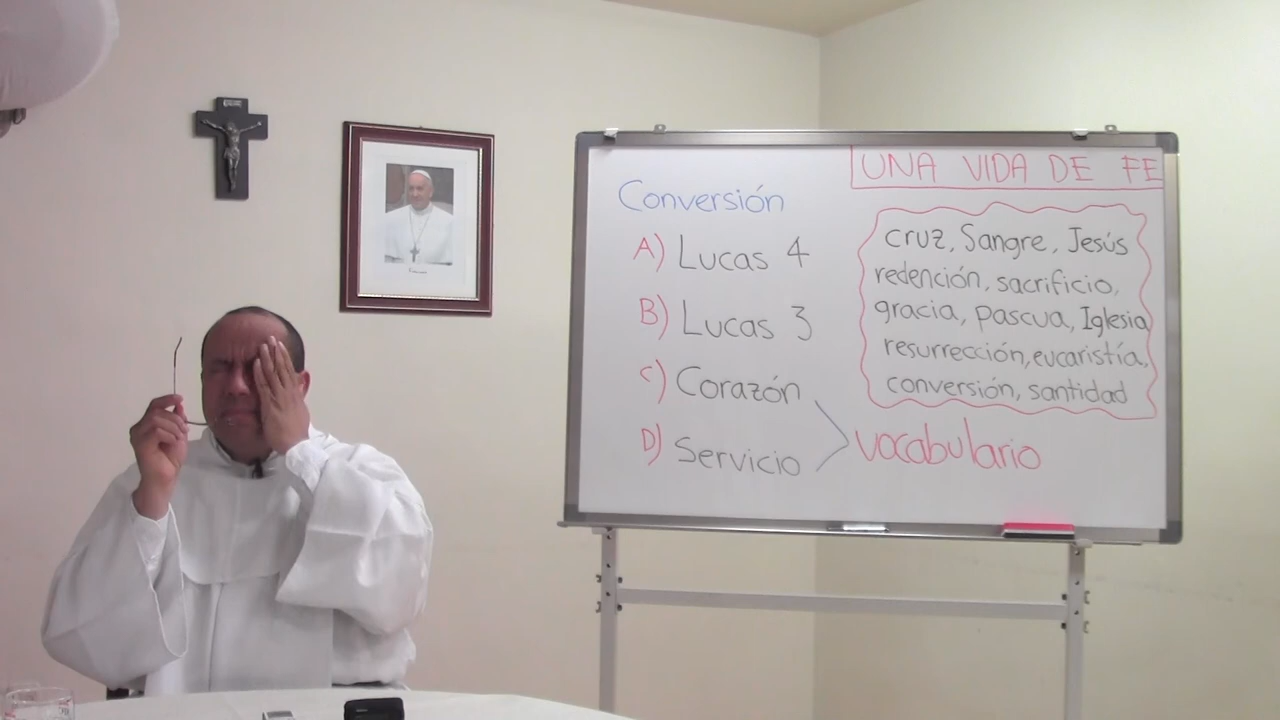 UNA VIDA DE FE
Conversión
A) Lucas 4
B) Lucas 3
C) Corazón
D) Servicio
cruz, Sangre, Jesús
redención, sacrificio,
gracia, pascua, Iglesia
resurrección, eucaristía,
conversión, santidad
vocabulario